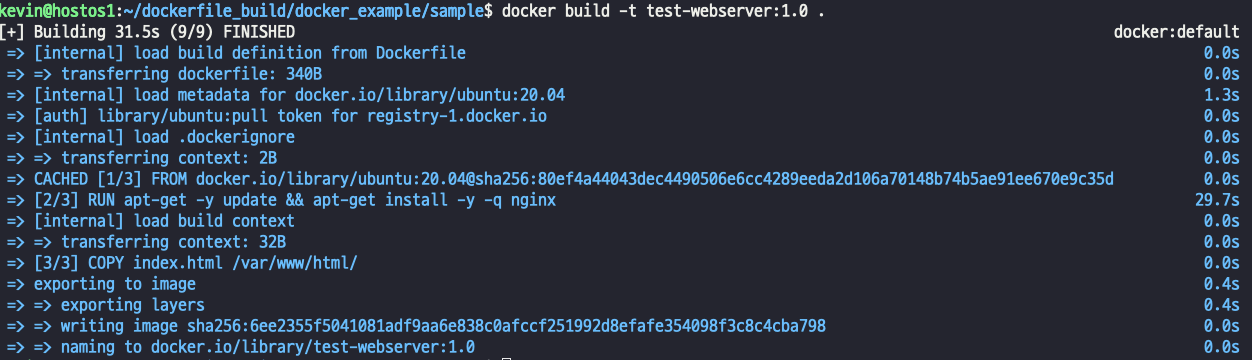 kevin@hostos1:~/dockerfile_build/docker_example/sample$ docker build -t test-webserver:1.0 .
[+] Building 31.5s (9/9) FINISHED docker:default
=> [internal] load build definition from Dockerfile 0.0s
=> => transferring dockerfile: 340B 0.0s
=> [internal] load metadata for docker.io/library/ubuntu:20.04 1.3s
=> [auth] library/ubuntu:pull token for registry-1.docker.io 0.0s
=> [internal] load .dockerignore 0.0s
=> => transferring context: 2B 0.0s
=> CACHED [1/3] FROM docker.io/library/ubuntu:20.04@sha256:80ef4a44043dec4490506e6cc4289eeda2d106a70148b74b5ae91ee670e9c35d 0.0s
=> [2/3] RUN apt-get -y update && apt-get install -y -q nginx 29.7s
=> [internal] load build context 0.0s
=> => transferring context: 32B 0.0s
=> [3/3] COPY index.html /var/www/html/ 0.0s
=> exporting to image 0.4s
=> => exporting layers 0.4s
=> => writing image sha256:6ee2355f5041081adf9aa6e838c0afccf251992d8efafe354098f3c8c4cba798 0.0s
=> => naming to docker.io/library/test-webserver:1.0 0.0s